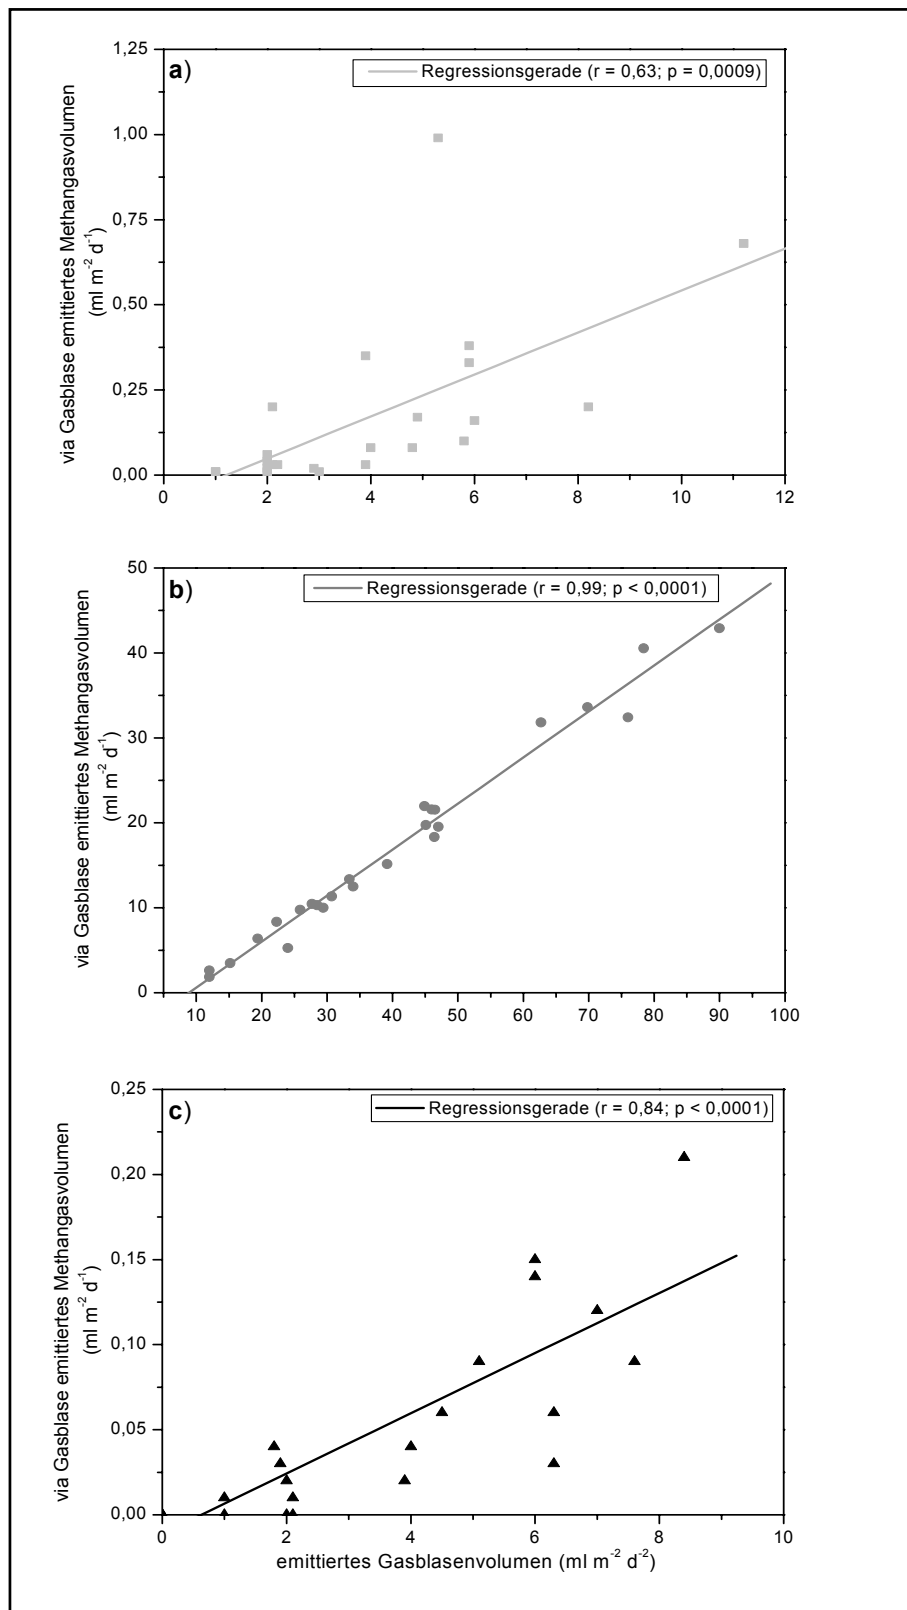 a)
Regressionsgerade (r = 0,63; p = 0,0009)
via Gasblase emittiertes Methangasvolumen
(ml m⁻² d⁻¹)
1,25
1,00
0,75
0,50
0,25
0,00
0 2 4 6 8 10 12
b)
Regressionsgerade (r = 0,99; p < 0,0001)
via Gasblase emittiertes Methangasvolumen
(ml m⁻² d⁻¹)
50
40
30
20
10
0
10 20 30 40 50 60 70 80 90 100
c)
Regressionsgerade (r = 0,84; p < 0,0001)
via Gasblase emittiertes Methangasvolumen
(ml m⁻² d⁻¹)
0,25
0,20
0,15
0,10
0,05
0,00
0 2 4 6 8 10
emittiertes Gasblasenvolumen (ml m⁻² d⁻²)